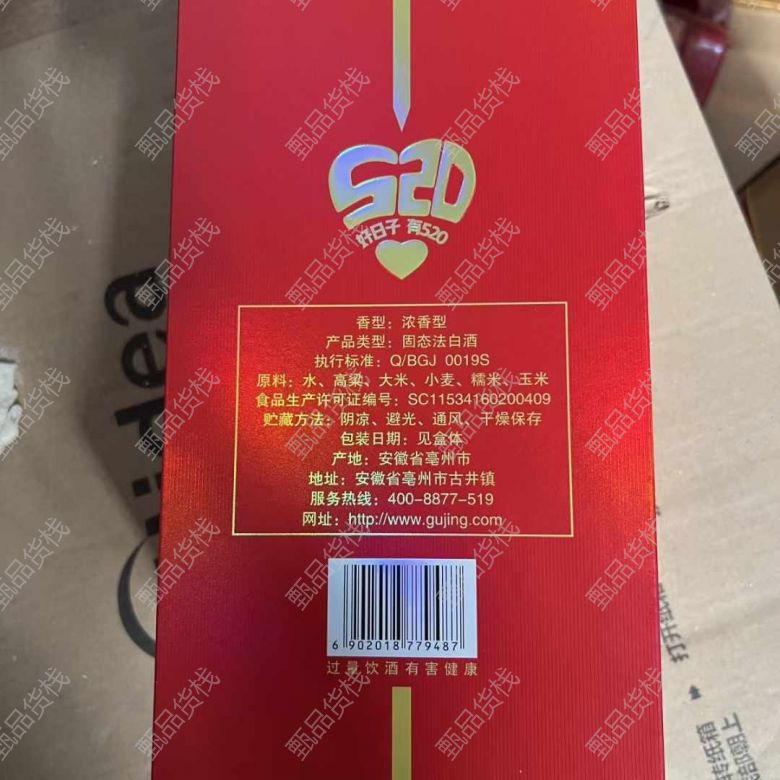 520
好日子 有520
香型：浓香型
产品类型：固态法白酒
执行标准：Q/BGJ 0019S
原料：水、高粱、大米、小麦、糯米、玉米
食品生产许可证编号：SC11534160200409
贮藏方法：阴凉、避光、通风、干燥保存
包装日期：见盒体
产地：安徽省亳州市
地址：安徽省亳州市古井镇
服务热线：400-8877-519
网址：http://www.gujing.com
6 902018 779487
过量饮酒有害健康
甄品货栈